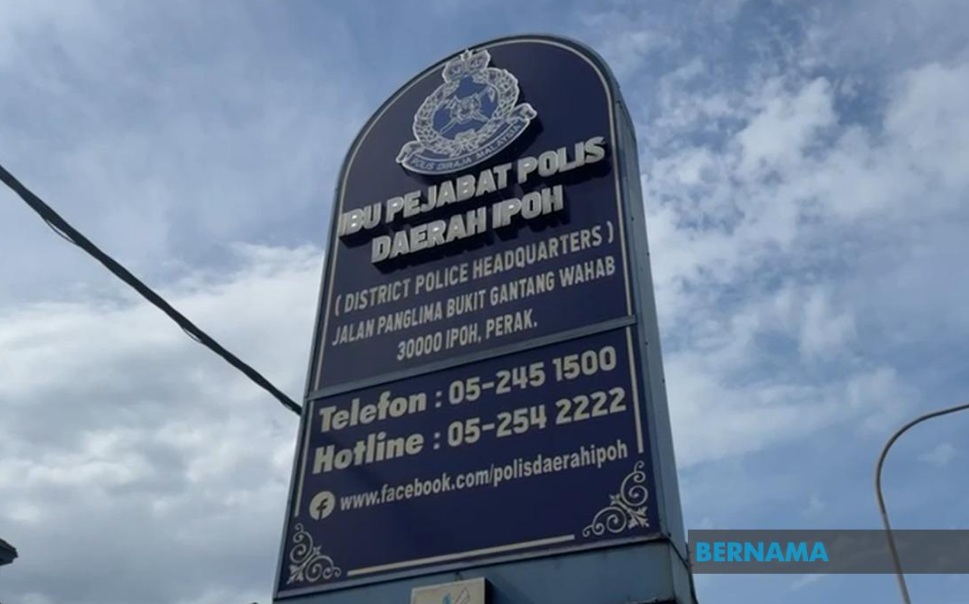 POLIS DIRAJA MALAYSIA
IBU PEJABAT POLIS
DAERAH IPOH
( DISTRICT POLICE HEADQUARTERS )
JALAN PANGLIMA BUKIT GANTANG WAHAB
30000 IPOH, PERAK.
Telefon : 05-245 1500
Hotline : 05-254 2222
www.facebook.com/polisdaerahipoh
BERNAMA